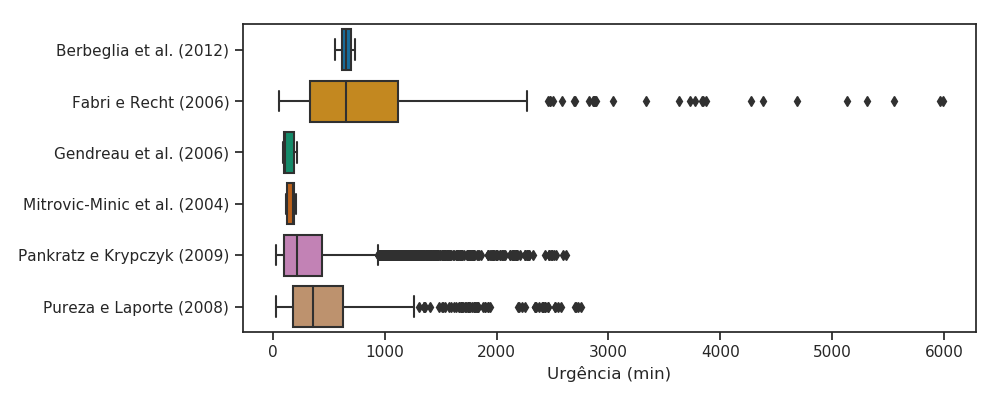 Berbeglia et al. (2012)
Fabri e Recht (2006)
Gendreau et al. (2006)
Mitrovic-Minic et al. (2004)
Pankratz e Krypczyk (2009)
Pureza e Laporte (2008)
0 1000 2000 3000 4000 5000 6000
Urgência (min)